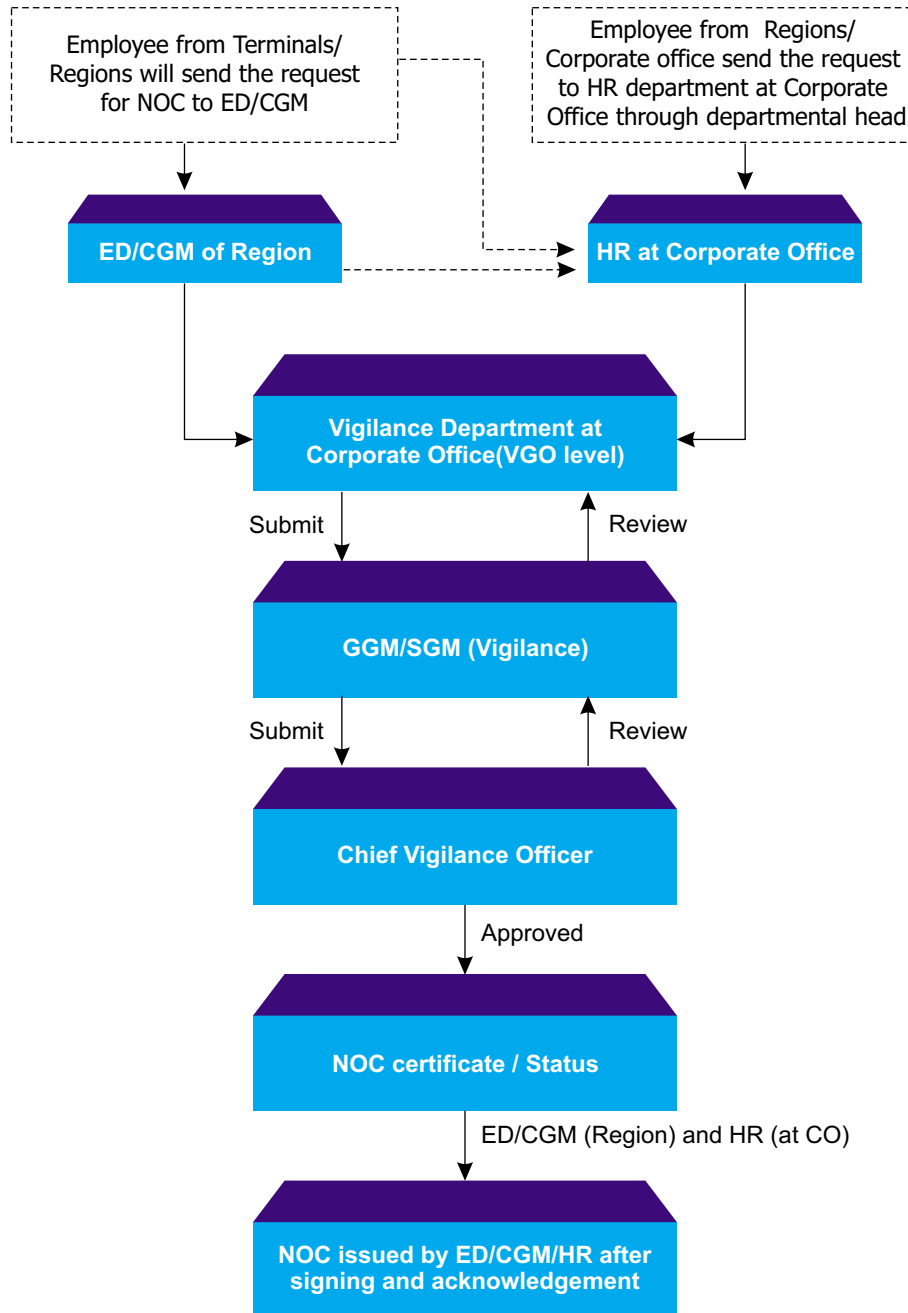 Employee from Terminals/
Regions will send the request
for NOC to ED/CGM
Employee from Regions/
Corporate office send the request
to HR department at Corporate
Office through departmental head
ED/CGM of Region
HR at Corporate Office
Vigilance Department at
Corporate Office(VGO level)
Submit
Review
GGM/SGM (Vigilance)
Submit
Review
Chief Vigilance Officer
Approved
NOC certificate / Status
ED/CGM (Region) and HR (at CO)
NOC issued by ED/CGM/HR after
signing and acknowledgement